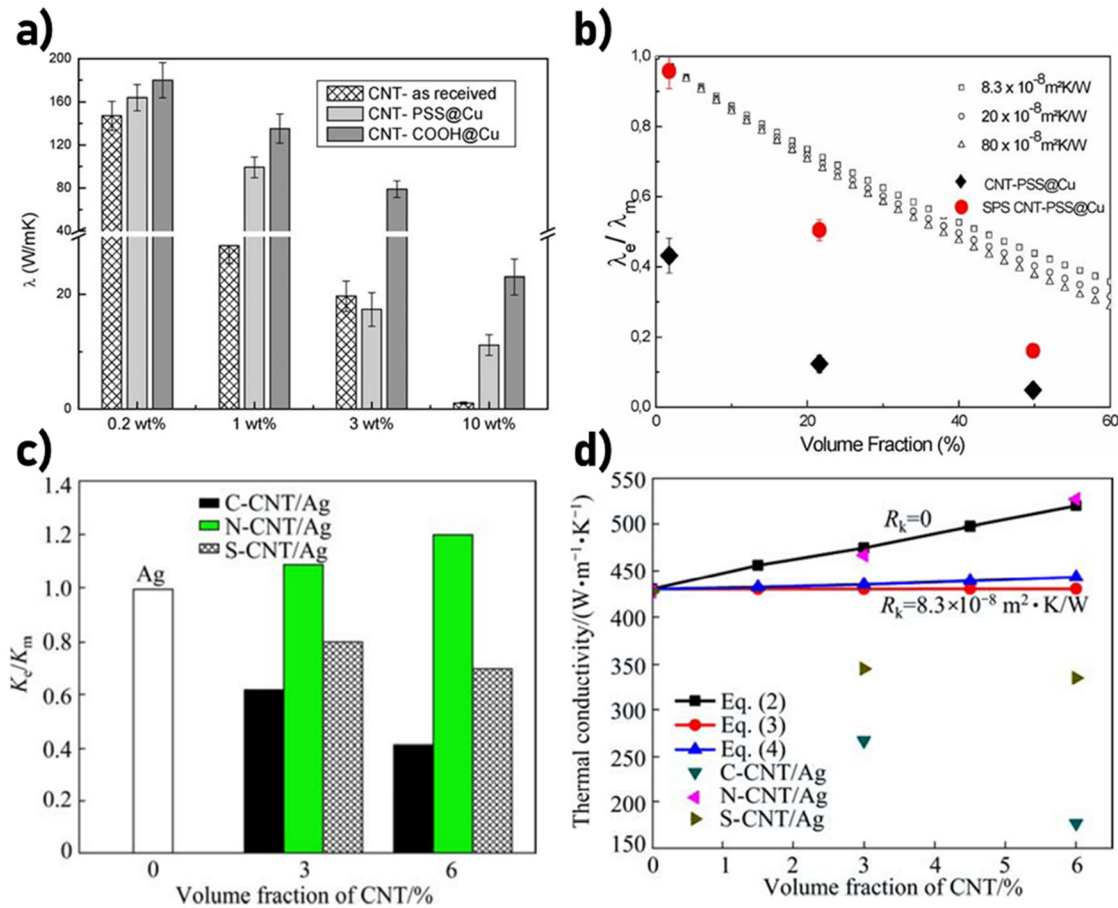 a)
λ (W/mK)
200
180
160
140
120
100
80
60
40
20
0
CNT- as received
CNT- PSS@Cu
CNT- COOH@Cu
0.2 wt%
1 wt%
3 wt%
10 wt%
b)
λe/ λm
1,0
0,8
0.6
0.4
0,2
0,0
8.3 x 10⁻⁸m²K/W
20 x 10⁻⁸m²K/W
80 x 10⁻⁸m²K/W
CNT-PSS@Cu
SPS CNT-PSS@Cu
0
20
40
60
Volume Fraction (%)
c)
Kc/Km
1.4
1.2
1.0
0.8
0.6
0.4
0.2
0
C-CNT/Ag
N-CNT/Ag
S-CNT/Ag
Ag
0
3
6
Volume fraction of CNT/%
d)
Thermal conductivity/(W·m⁻¹·K⁻¹)
550
500
450
400
350
300
250
200
150
Rk=0
Rk=8.3×10⁻⁸ m²·K/W
Eq. (2)
Eq. (3)
Eq. (4)
C-CNT/Ag
N-CNT/Ag
S-CNT/Ag
0
1
2
3
4
5
6
Volume fraction of CNT/%